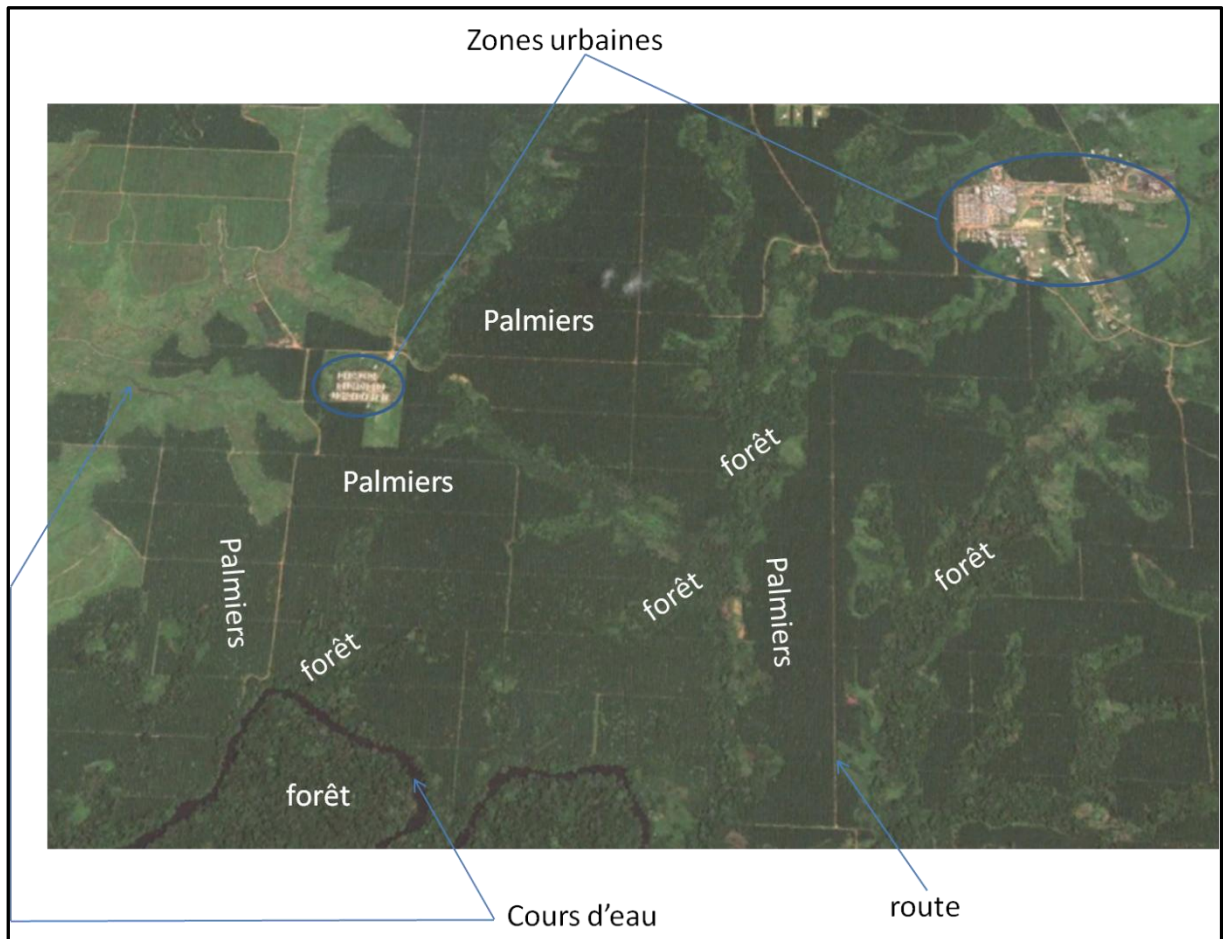 Zones urbaines
Palmiers
forêt
Palmiers
Palmiers
forêt
Palmiers
forêt
forêt
forêt
Cours d'eau
route